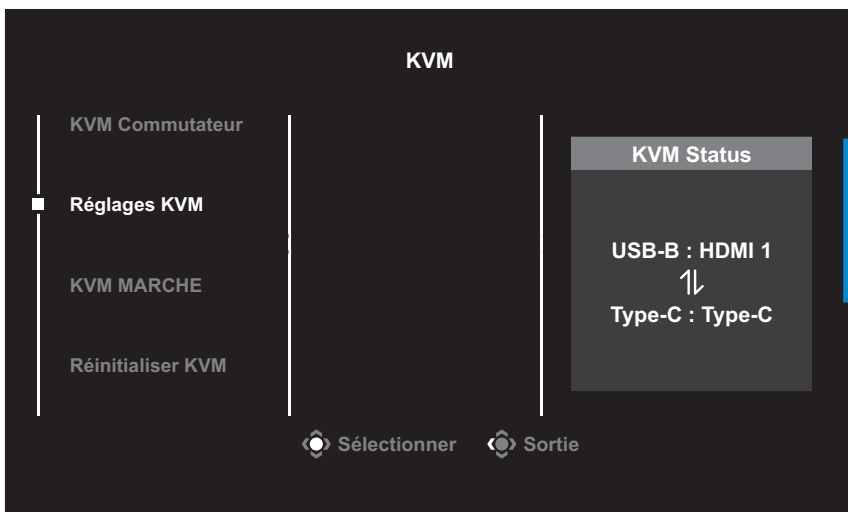 KVM
KVM Commutateur
Réglages KVM
KVM MARCHE
Réinitialiser KVM
KVM Status
USB-B : HDMI 1
Type-C : Type-C
Sélectionner
Sortie